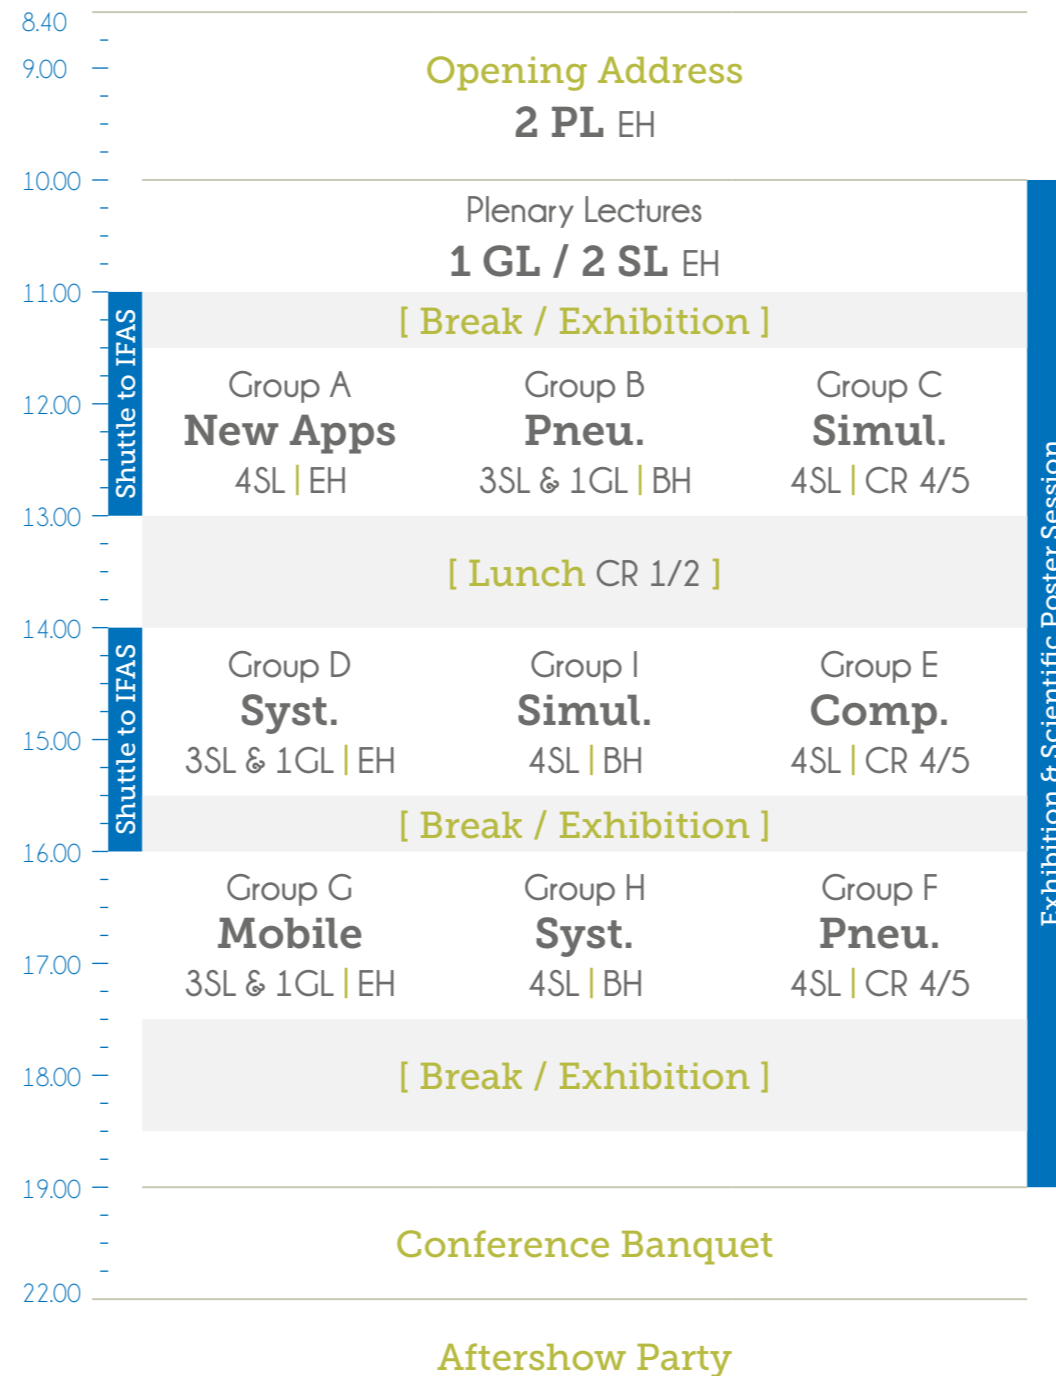 8.40
9.00
Opening Address
2 PL EH
10.00
Plenary Lectures
1 GL / 2 SL EH
11.00
[ Break / Exhibition ]
Shuttle to IFAS
Group A
New Apps
4SL | EH
Group B
Pneu.
3SL & 1GL | BH
Group C
Simul.
4SL | CR 4/5
12.00
13.00
[ Lunch CR 1/2 ]
14.00
Shuttle to IFAS
Group D
Syst.
3SL & 1GL | EH
Group I
Simul.
4SL | BH
Group E
Comp.
4SL | CR 4/5
15.00
[ Break / Exhibition ]
16.00
Group G
Mobile
3SL & 1GL | EH
Group H
Syst.
4SL | BH
Group F
Pneu.
4SL | CR 4/5
17.00
[ Break / Exhibition ]
18.00
19.00
Exhibition & Scientific Poster Session
Conference Banquet
22.00
Aftershow Party